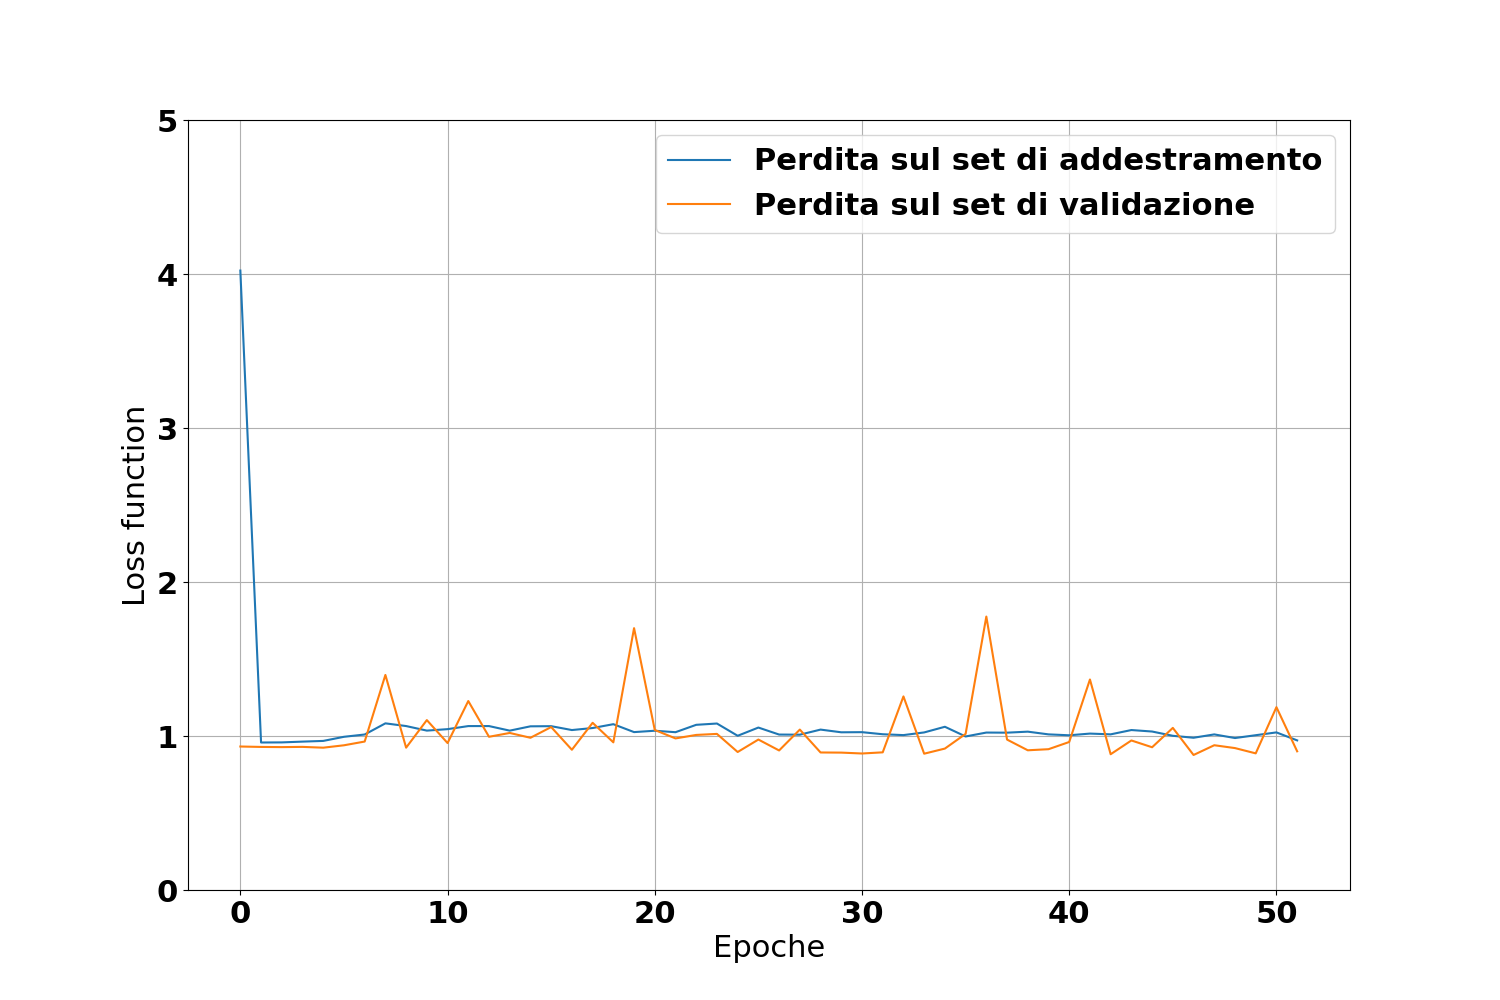 5
Perdita sul set di addestramento
Perdita sul set di validazione
4
3
2
1
0
Loss function
0 10 20 30 40 50
Epoche